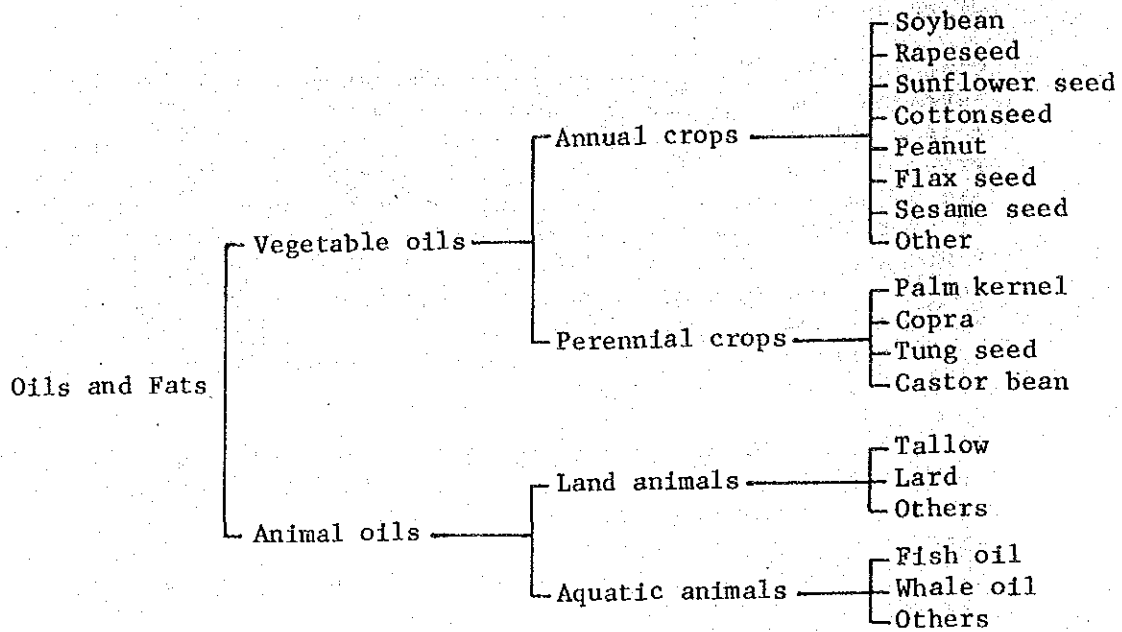 Soybean
Rapeseed
Sunflower seed
Cottonseed
Annual crops
Peanut
Flax seed
Sesame seed
Other
Vegetable oils
Palm kernel
Copra
Perennial crops
Tung seed
Castor bean
Oils and Fats
Tallow
Land animals
Lard
Others
Animal oils
Fish oil
Aquatic animals
Whale oil
Others